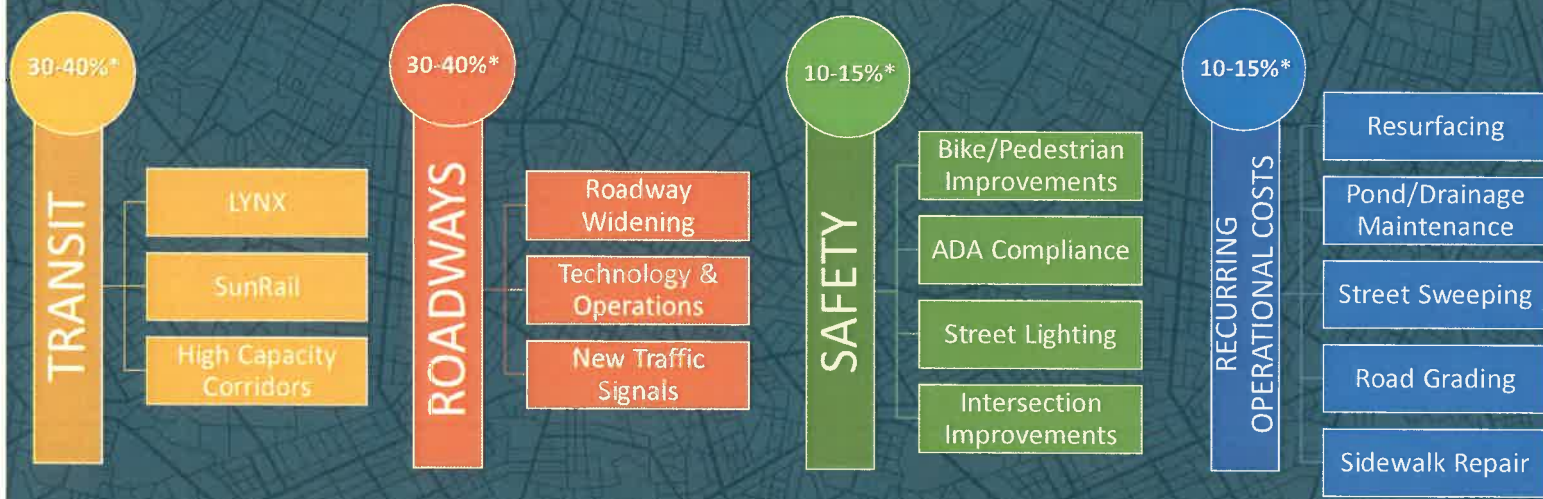 30-40%*
TRANSIT
LYNX
SunRail
High Capacity
Corridors
30-40%*
ROADWAYS
Roadway
Widening
Technology &
Operations
New Traffic
Signals
10-15%*
SAFETY
Bike/Pedestrian
Improvements
ADA Compliance
Street Lighting
Intersection
Improvements
10-15%*
RECURRING
OPERATIONAL COSTS
Resurfacing
Pond/Drainage
Maintenance
Street Sweeping
Road Grading
Sidewalk Repair